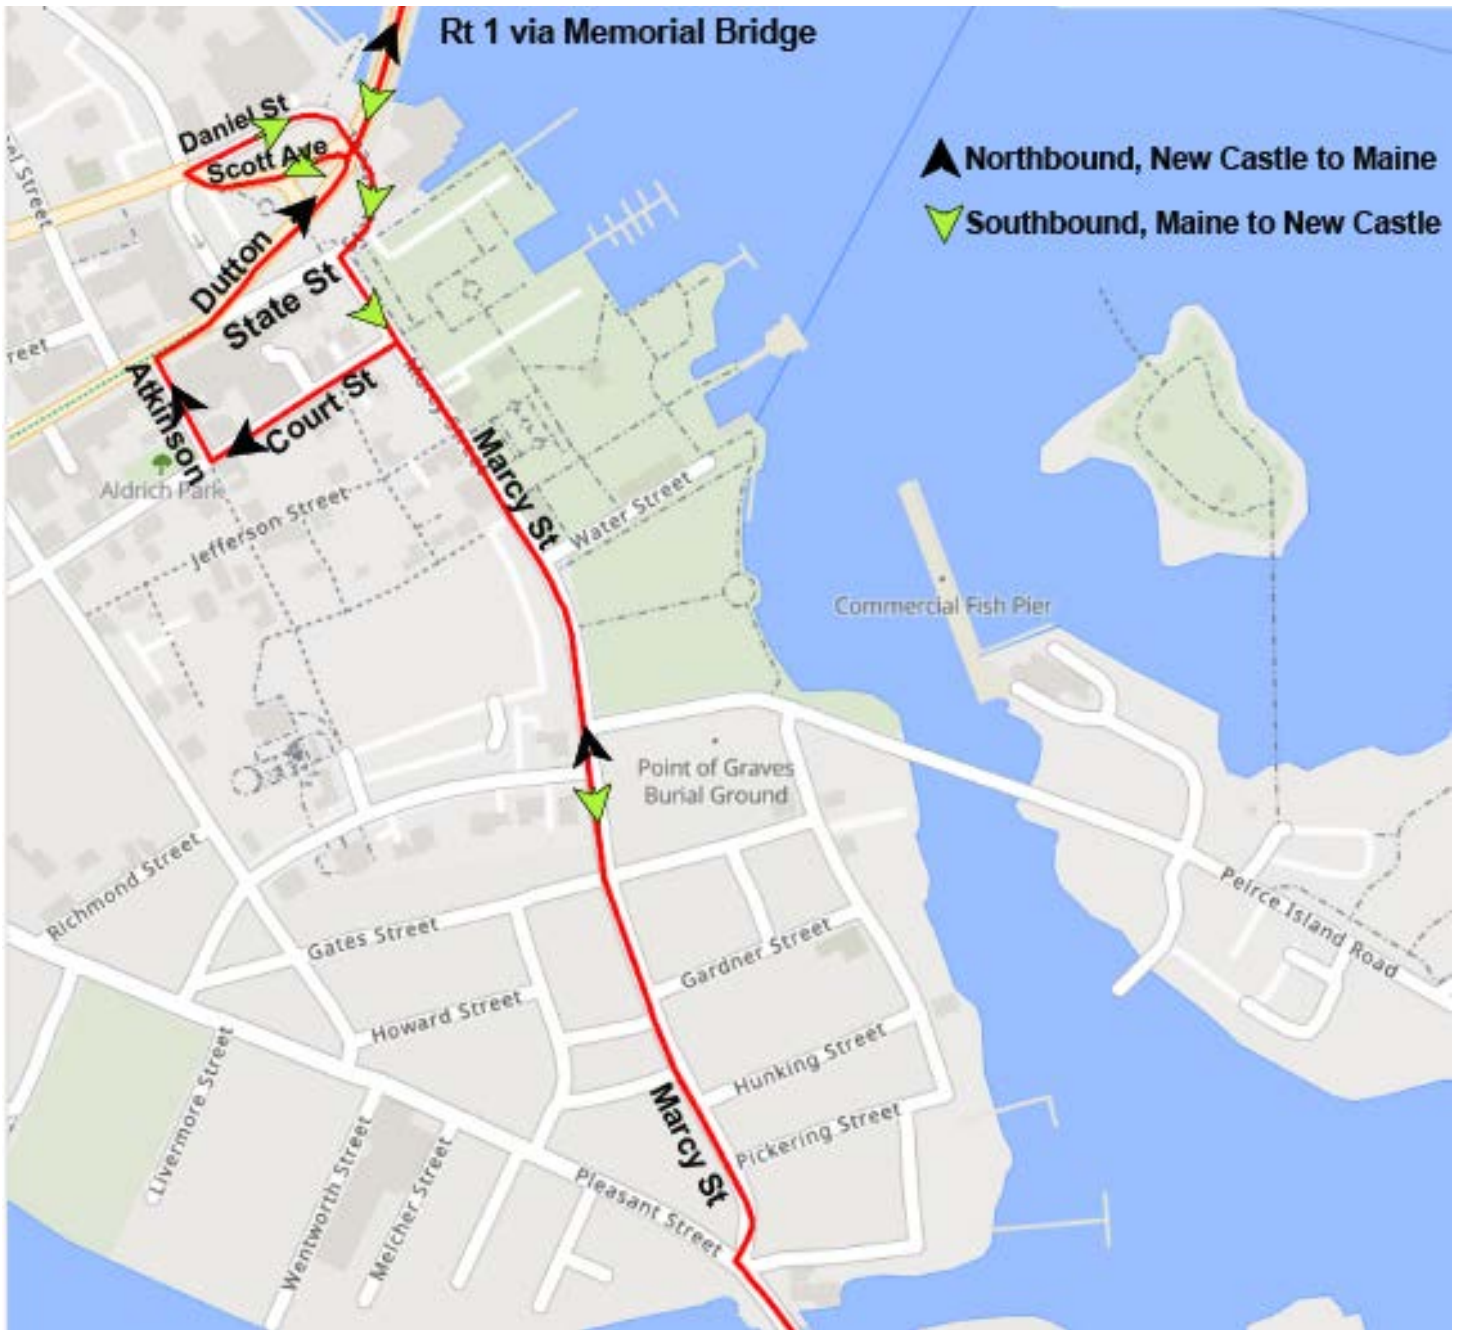 Rt 1 via Memorial Bridge
Daniel St
Scott Ave
Northbound, New Castle to Maine
Southbound, Maine to New Castle
Dutton
State St
Atkinson
Court St
Aldrich Park
Jefferson Street
Marcy St
Water Street
Commercial Fish Pier
Point of Graves
Burial Ground
Richmond Street
Gates Street
Gardner Street
Peirce Island Road
Howard Street
Hunking Street
Marcy St
Pickering Street
Livermore Street
Wentworth Street
Melcher Street
Pleasant Street